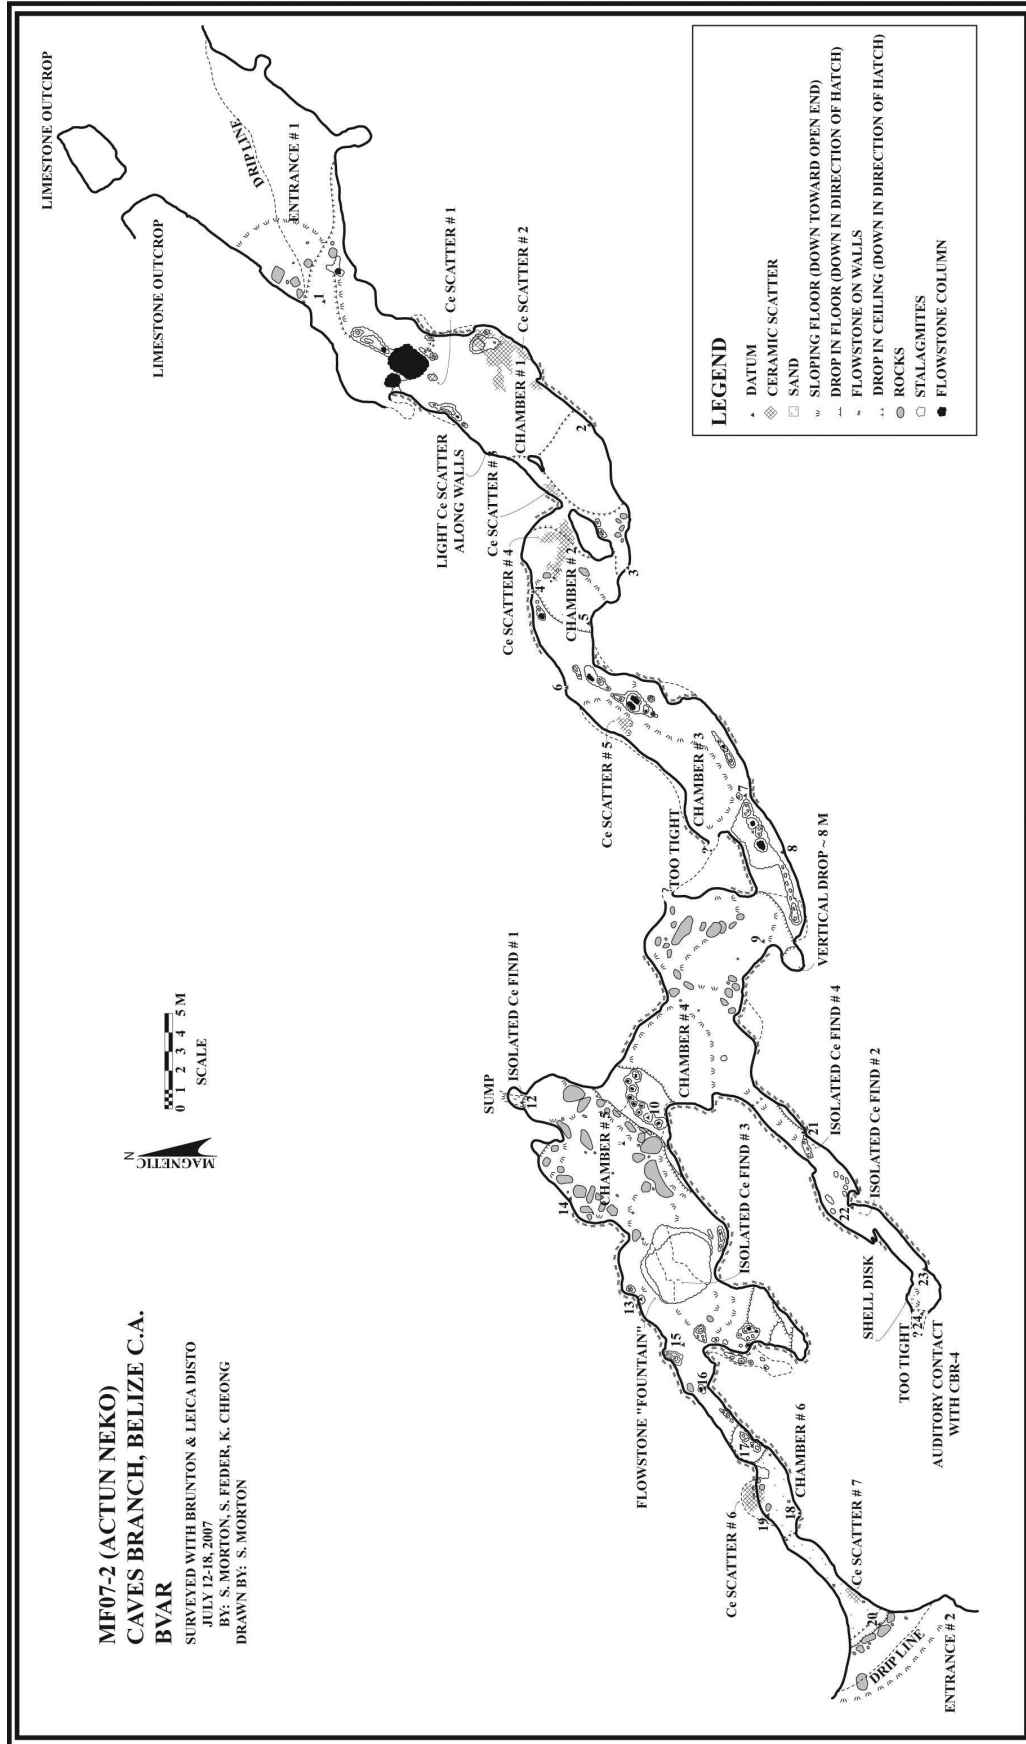 MF07-2 (ACTUN NEKO)
CAVES BRANCH, BELIZE C.A.
BVAR
SURVEYED WITH BRUNTON & LEICA DISTO
JULY 12-18, 2007
BY: S. MORTON, S. FEDER, K. CHEONG
DRAWN BY: S. MORTON
N
MAGNETIC
0 1 2 3 4 5 M
SCALE
LIMESTONE OUTCROP
LIMESTONE OUTCROP
DRIP LINE
ENTRANCE # 1
1
Ce SCATTER # 1
Ce SCATTER # 2
CHAMBER # 1
LIGHT Ce SCATTER
ALONG WALLS
Ce SCATTER # 3
Ce SCATTER # 4
2
3
CHAMBER # 2
4
5
6
Ce SCATTER # 5
CHAMBER # 3
7
8
TOO TIGHT
?
?
9
VERTICAL DROP ~ 8 M
CHAMBER # 4
10
SUMP
ISOLATED Ce FIND # 1
12
CHAMBER # 5
14
ISOLATED Ce FIND # 3
FLOWSTONE "FOUNTAIN"
13
15
16
17
CHAMBER # 6
18
19
Ce SCATTER # 6
Ce SCATTER # 7
20
DRIP LINE
ENTRANCE # 2
ISOLATED Ce FIND # 4
21
ISOLATED Ce FIND # 2
22
SHELL DISK
23
TOO TIGHT
? 24
AUDITORY CONTACT
WITH CBR-4
LEGEND
DATUM
CERAMIC SCATTER
SAND
SLOPING FLOOR (DOWN TOWARD OPEN END)
DROP IN FLOOR (DOWN IN DIRECTION OF HATCH)
FLOWSTONE ON WALLS
DROP IN CEILING (DOWN IN DIRECTION OF HATCH)
ROCKS
STALAGMITES
FLOWSTONE COLUMN